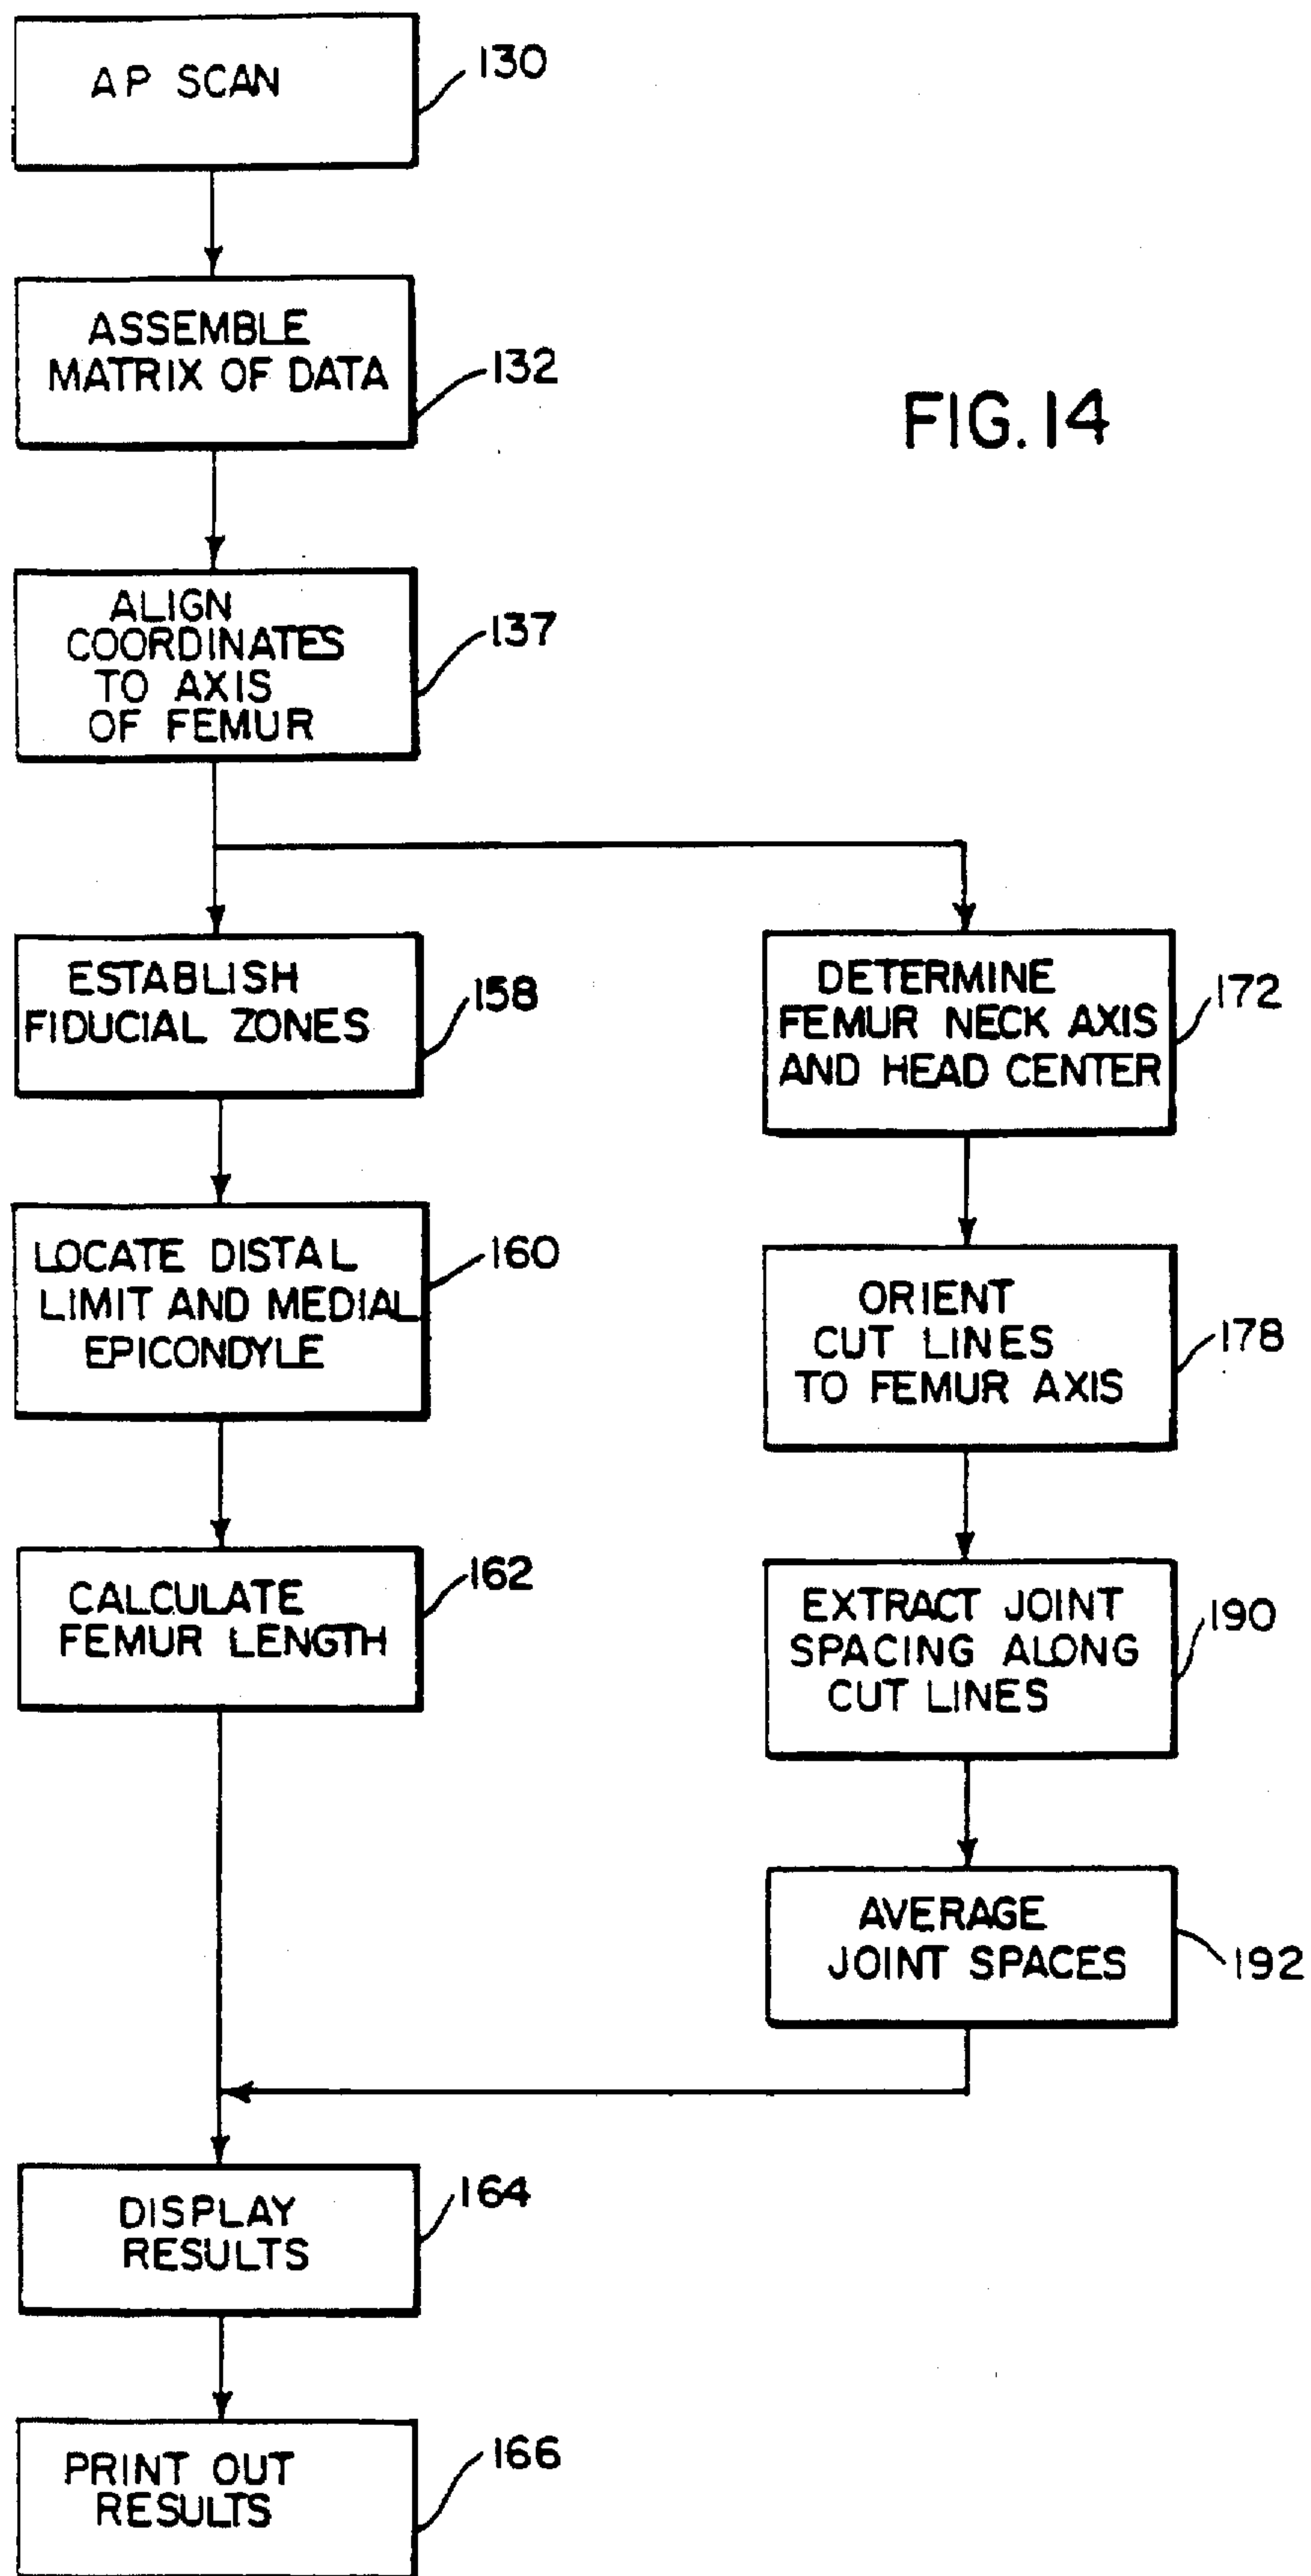 AP SCAN
130
ASSEMBLE
MATRIX OF DATA
132
FIG. 14
ALIGN
COORDINATES
TO AXIS
OF FEMUR
137
ESTABLISH
FIDUCIAL ZONES
158
DETERMINE
FEMUR NECK AXIS
AND HEAD CENTER
172
LOCATE DISTAL
LIMIT AND MEDIAL
EPICONDYLE
160
ORIENT
CUT LINES
TO FEMUR AXIS
178
CALCULATE
FEMUR LENGTH
162
EXTRACT JOINT
SPACING ALONG
CUT LINES
190
AVERAGE
JOINT SPACES
192
DISPLAY
RESULTS
164
PRINT OUT
RESULTS
166